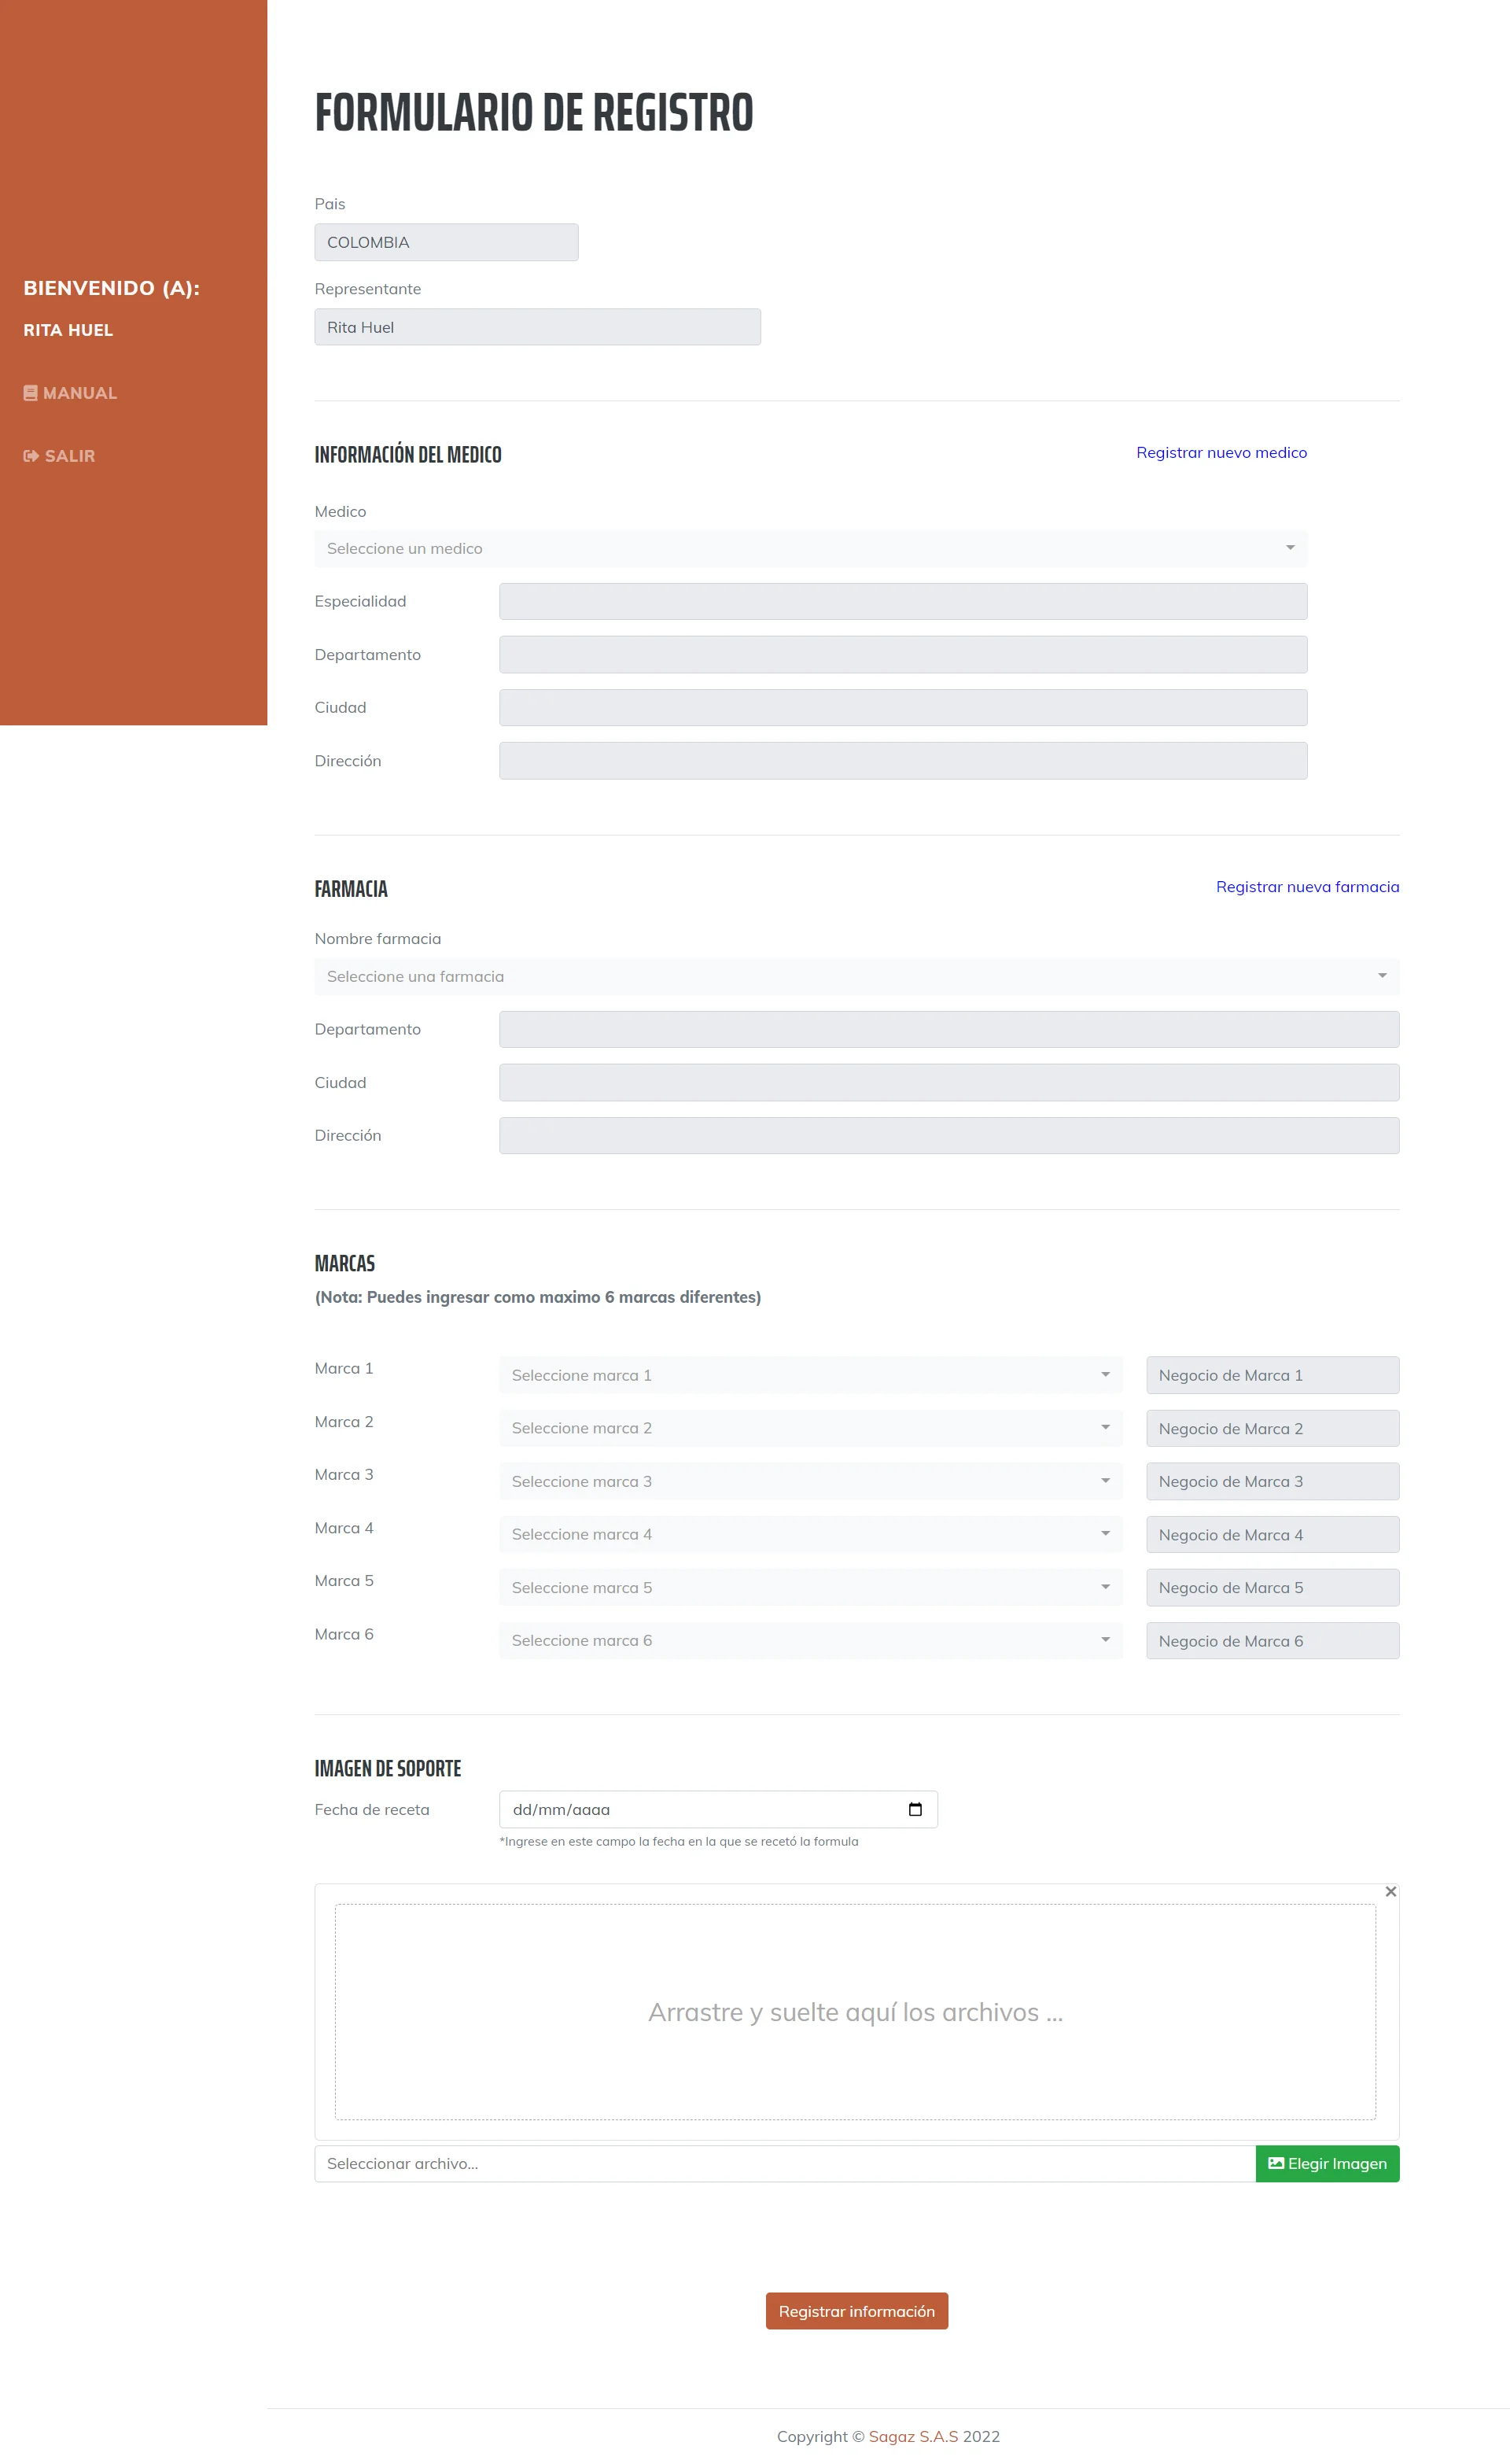 BIENVENIDO (A):
RITA HUEL
MANUAL
SALIR
FORMULARIO DE REGISTRO
Pais
COLOMBIA
Representante
Rita Huel
INFORMACIÓN DEL MEDICO
Registrar nuevo medico
Medico
Seleccione un medico
Especialidad
Departamento
Ciudad
Dirección
FARMACIA
Registrar nueva farmacia
Nombre farmacia
Seleccione una farmacia
Departamento
Ciudad
Dirección
MARCAS
(Nota: Puedes ingresar como maximo 6 marcas diferentes)
Marca 1 Seleccione marca 1 Negocio de Marca 1
Marca 2 Seleccione marca 2 Negocio de Marca 2
Marca 3 Seleccione marca 3 Negocio de Marca 3
Marca 4 Seleccione marca 4 Negocio de Marca 4
Marca 5 Seleccione marca 5 Negocio de Marca 5
Marca 6 Seleccione marca 6 Negocio de Marca 6
IMAGEN DE SOPORTE
Fecha de receta dd/mm/aaaa
*Ingrese en este campo la fecha en la que se recetó la formula
×
Arrastre y suelte aquí los archivos ...
Seleccionar archivo... Elegir Imagen
Registrar información
Copyright © Sagaz S.A.S 2022